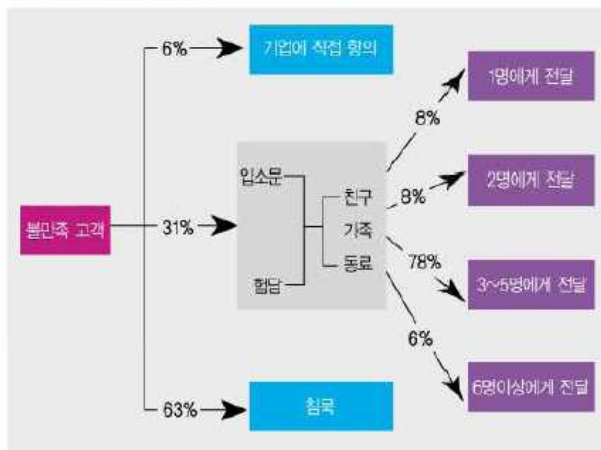 불만족 고객
6%
기업에 직접 항의
31%
입소문
험담
친구
가족
동료
8%
1명에게 전달
8%
2명에게 전달
78%
3~5명에게 전달
6%
6명이상에게 전달
63%
침묵